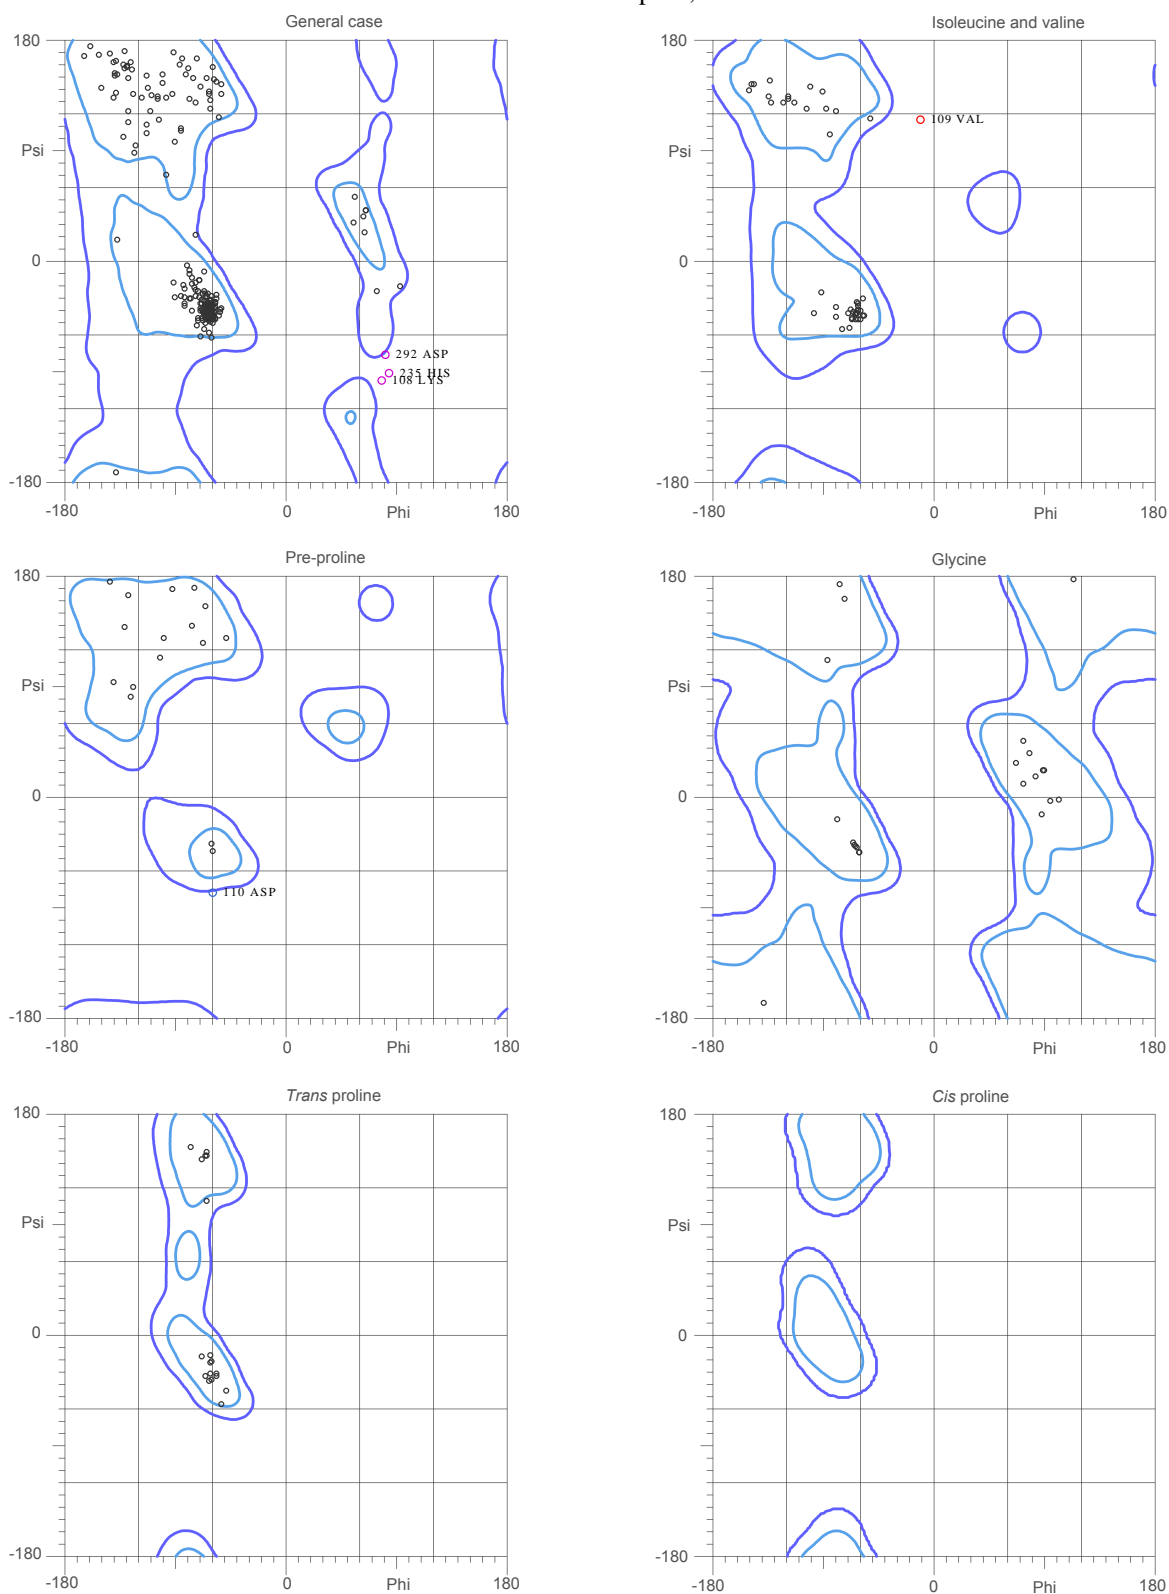 General case
180
Psi
0
-180
-180
0
Phi
180
292 ASP
235 HIS
108 LYS
Isoleucine and valine
180
Psi
0
-180
-180
0
Phi
180
109 VAL
Pre-proline
180
Psi
0
-180
-180
0
Phi
180
110 ASP
Glycine
180
Psi
0
-180
-180
0
Phi
180
Trans proline
180
Psi
0
-180
-180
0
Phi
180
Cis proline
180
Psi
0
-180
-180
0
Phi
180